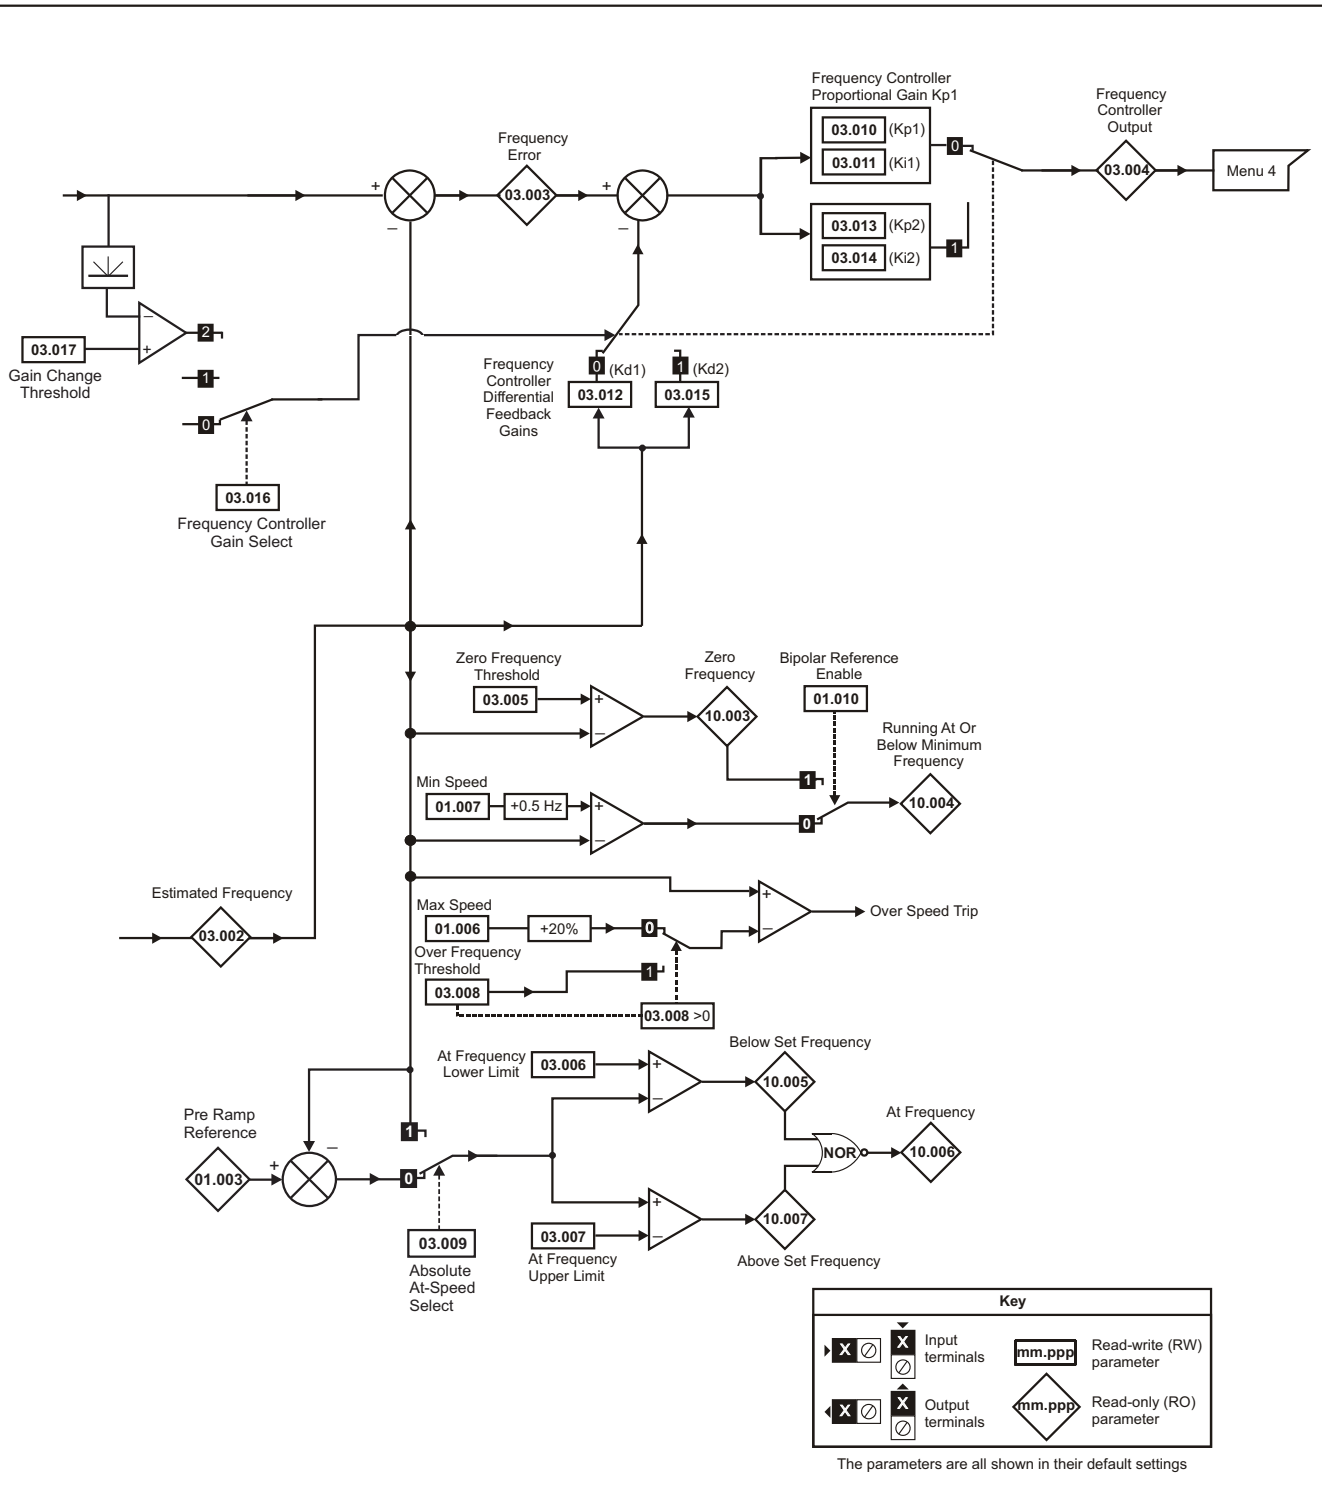 Frequency Controller
Proportional Gain Kp1
03.010 (Kp1)
03.011 (Ki1)
0
03.013 (Kp2)
03.014 (Ki2)
1
Frequency
Controller
Output
03.004
Menu 4
Frequency
Error
03.003
+
–
+
–
–
+
03.017
Gain Change
Threshold
2
1
0
03.016
Frequency Controller
Gain Select
Frequency
Controller
Differential
Feedback
Gains
0 (Kd1)
03.012
1 (Kd2)
03.015
Zero Frequency
Threshold
03.005
+
–
Zero
Frequency
10.003
Bipolar Reference
Enable
01.010
Running At Or
Below Minimum
Frequency
10.004
1
0
Min Speed
01.007
+0.5 Hz
+
–
Estimated Frequency
03.002
Max Speed
01.006
+20%
0
Over Frequency
Threshold
03.008
1
03.008 >0
+
–
Over Speed Trip
At Frequency
Lower Limit
03.006
+
–
Below Set Frequency
10.005
Pre Ramp
Reference
01.003
+
–
1
0
03.009
Absolute
At-Speed
Select
+
–
03.007
At Frequency
Upper Limit
10.007
Above Set Frequency
NOR
At Frequency
10.006
Key
X
X
Input
terminals
mm.ppp
Read-write (RW)
parameter
X
X
Output
terminals
mm.ppp
Read-only (RO)
parameter
The parameters are all shown in their default settings